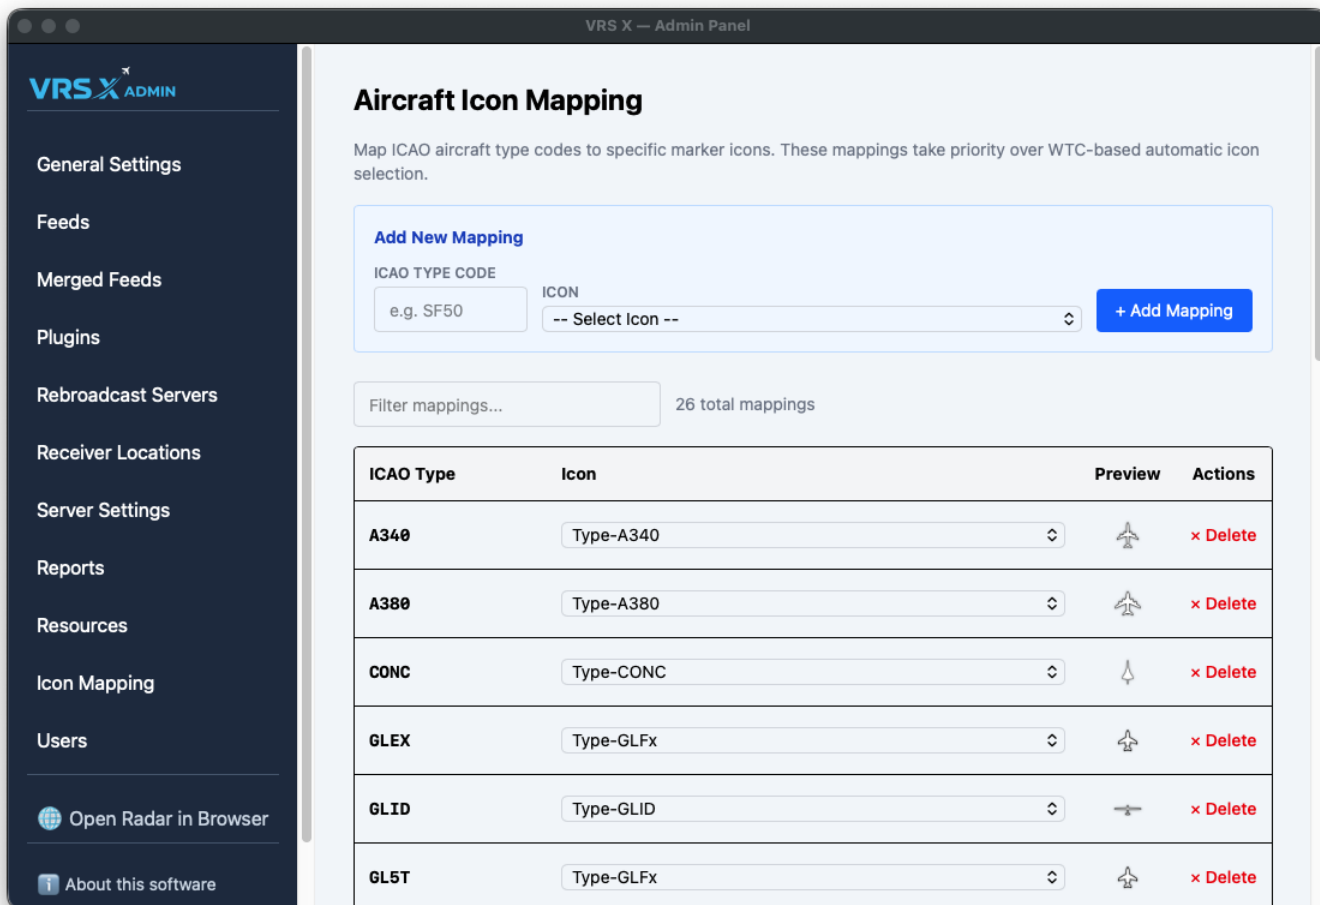 VRS X — Admin Panel
VRS X ADMIN
General Settings
Feeds
Merged Feeds
Plugins
Rebroadcast Servers
Receiver Locations
Server Settings
Reports
Resources
Icon Mapping
Users
Open Radar in Browser
About this software
Aircraft Icon Mapping
Map ICAO aircraft type codes to specific marker icons. These mappings take priority over WTC-based automatic icon
selection.
Add New Mapping
ICAO TYPE CODE
e.g. SF50
ICON
-- Select Icon --
+ Add Mapping
Filter mappings...
26 total mappings
ICAO Type Icon Preview Actions
A340 Type-A340 × Delete
A380 Type-A380 × Delete
CONC Type-CONC × Delete
GLEX Type-GLFx × Delete
GLID Type-GLID × Delete
GL5T Type-GLFx × Delete